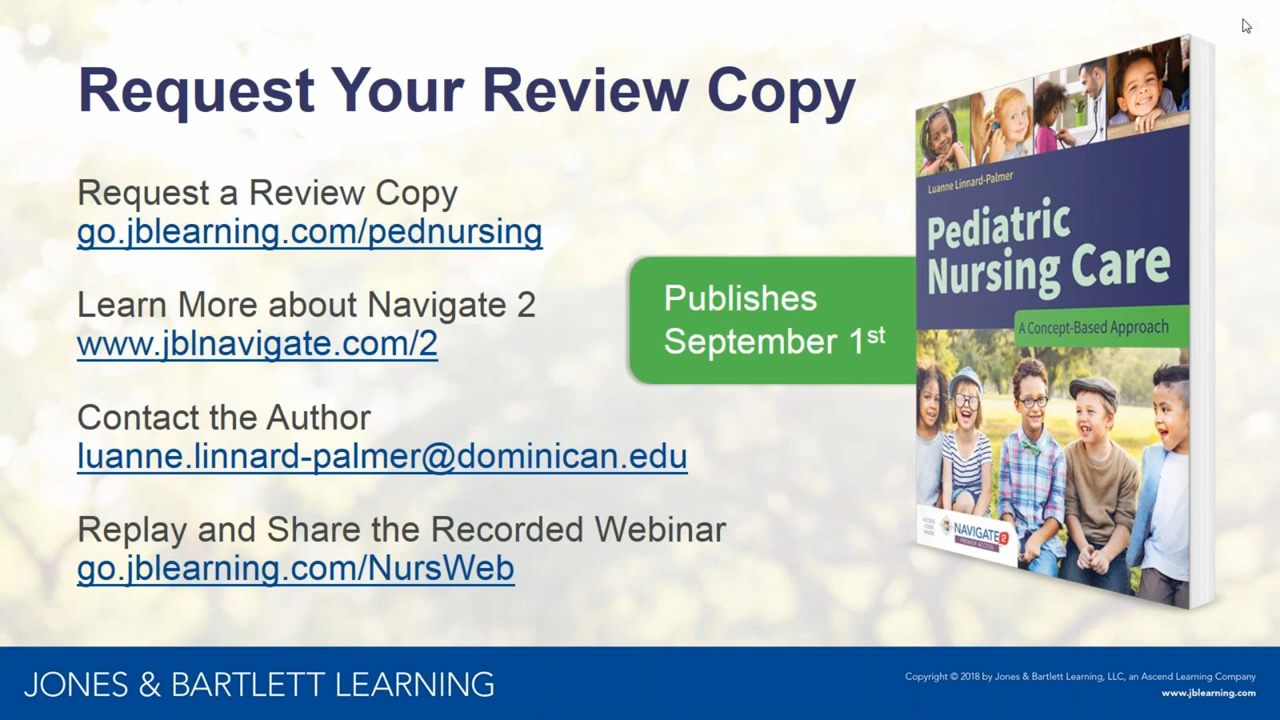 Request Your Review Copy
Request a Review Copy
go.jblearning.com/pednursing
Learn More about Navigate 2
www.jblnavigate.com/2
Contact the Author
luanne.linnard-palmer@dominican.edu
Replay and Share the Recorded Webinar
go.jblearning.com/NursWeb
Publishes
September 1st
Luanne Linnard-Palmer
Pediatric
Nursing Care
A Concept-Based Approach
NAVIGATE 2
PREMIER ACCESS
JONES & BARTLETT LEARNING
Copyright © 2018 by Jones & Bartlett Learning, LLC, an Ascend Learning Company
www.jblearning.com